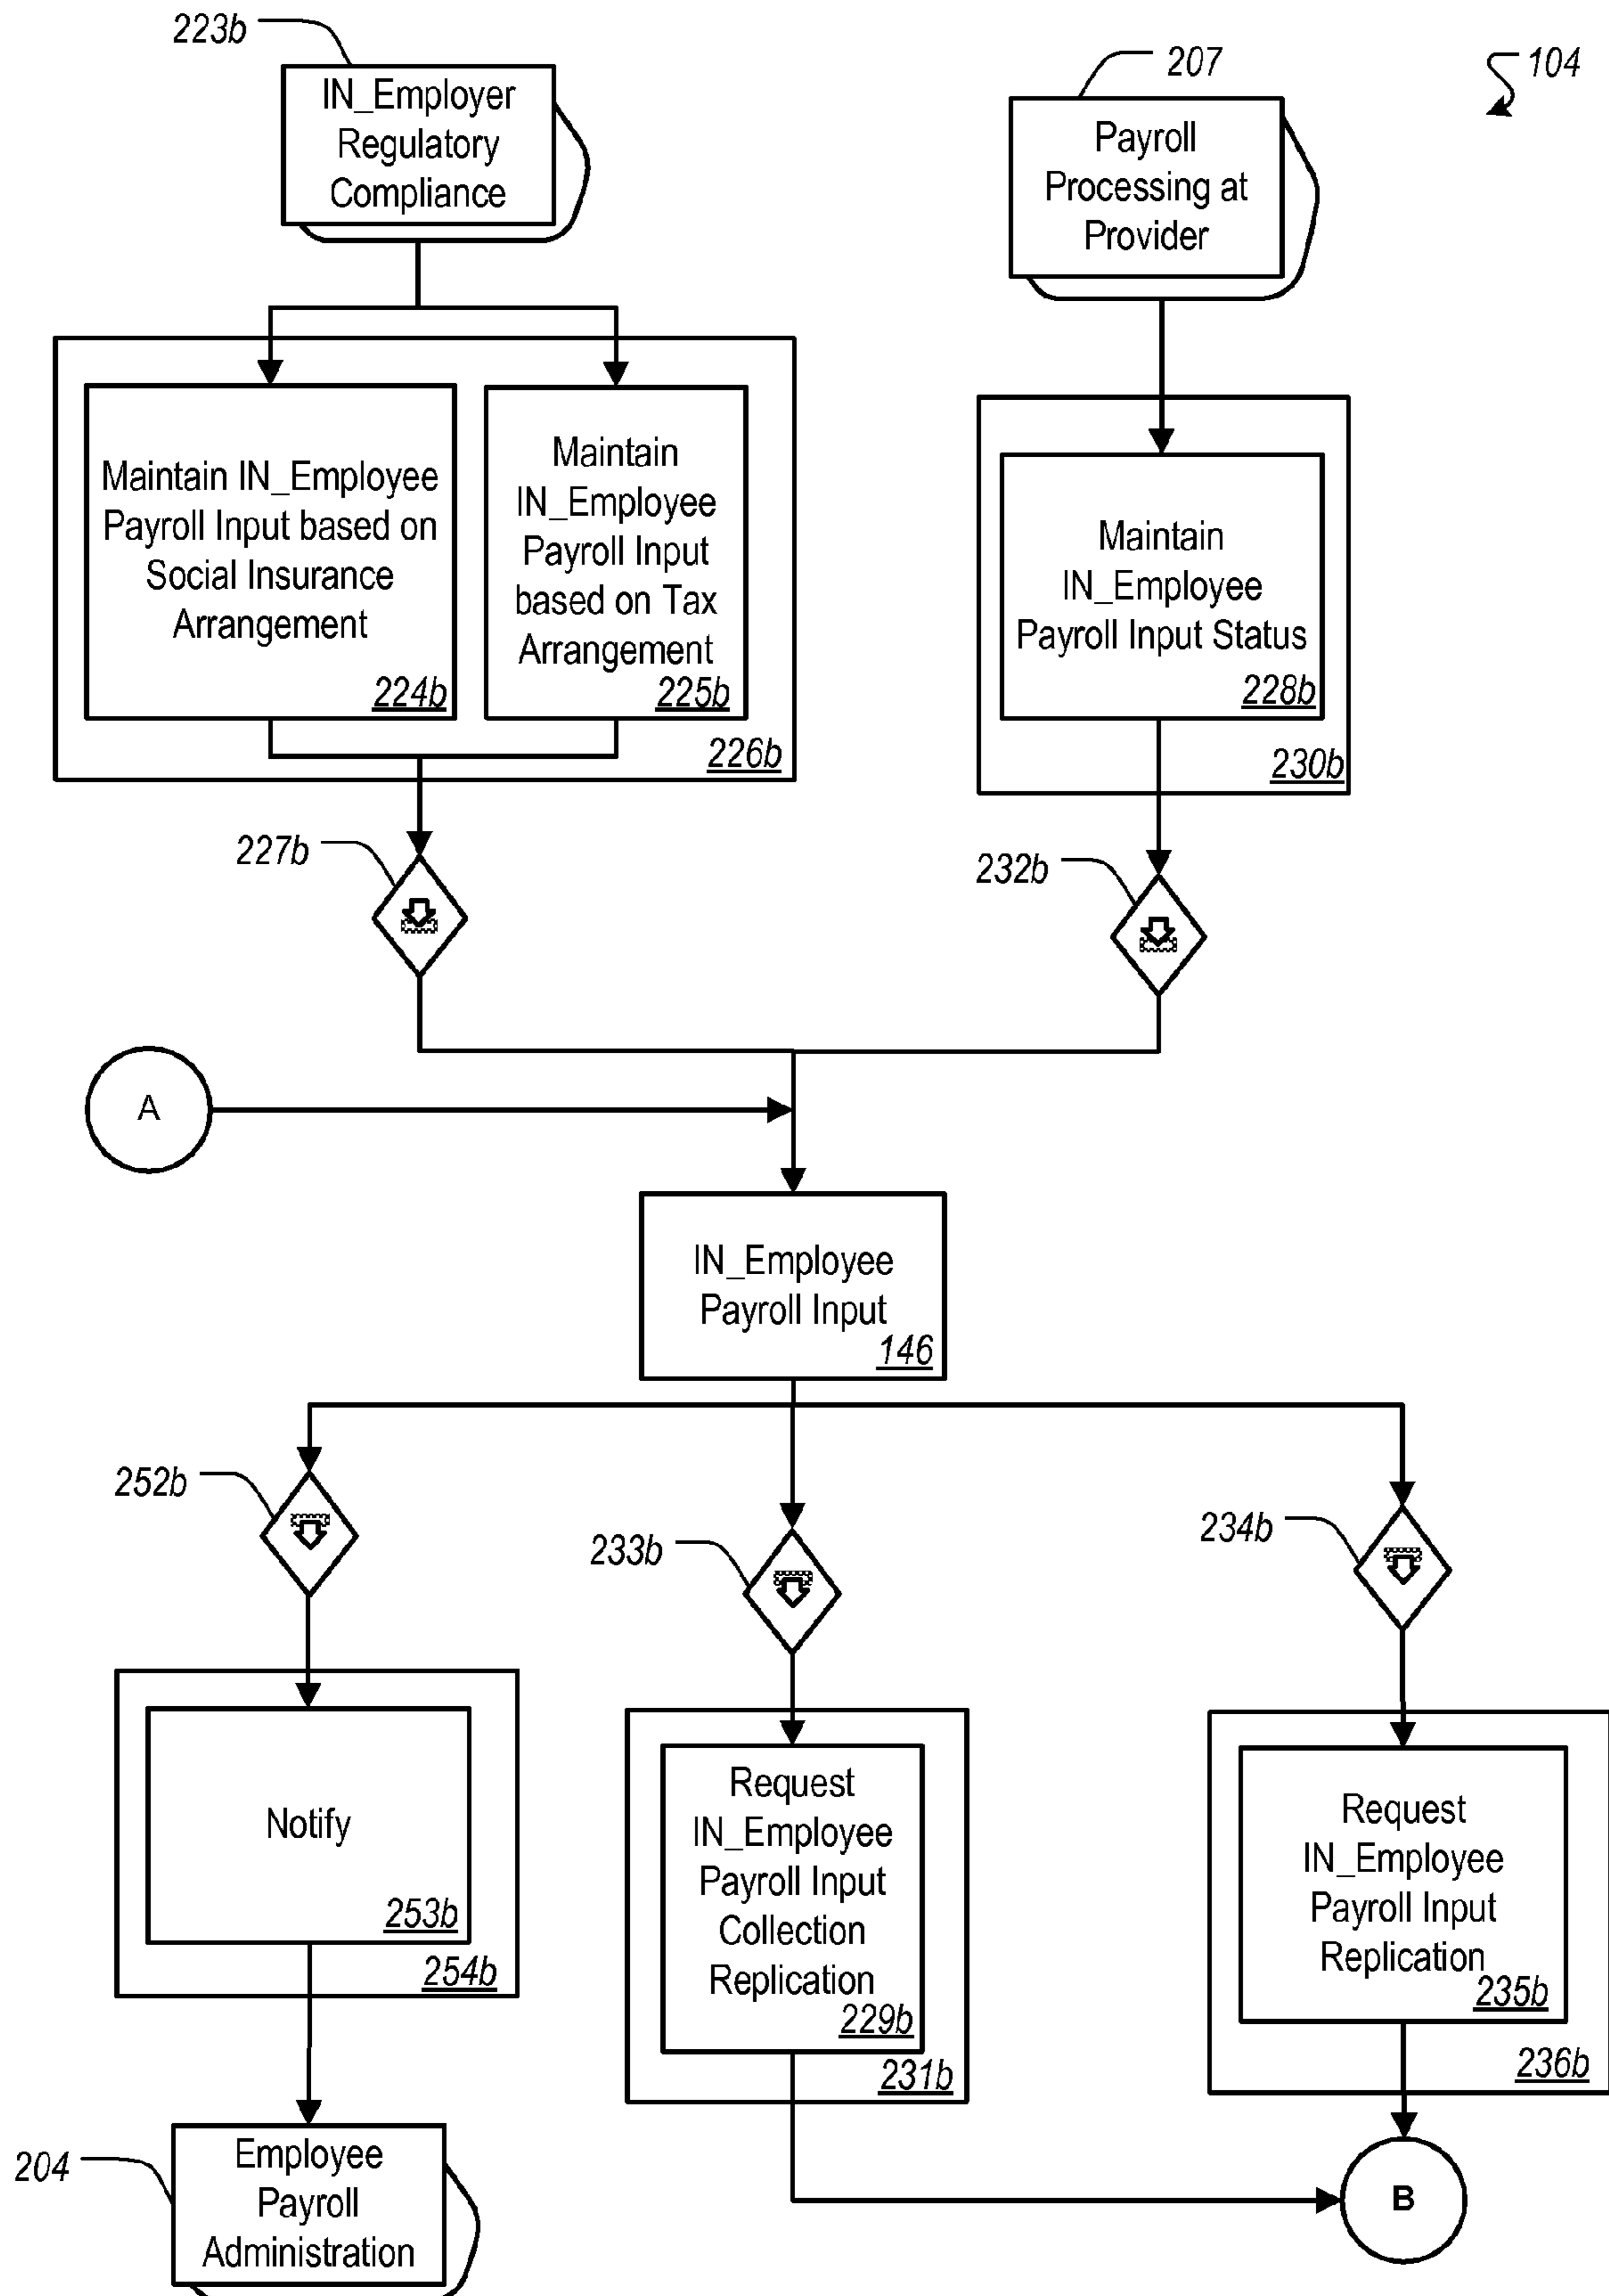 223b
IN_Employer
Regulatory
Compliance
207
Payroll
Processing at
Provider
104
Maintain IN_Employee
Payroll Input based on
Social Insurance
Arrangement
224b
Maintain
IN_Employee
Payroll Input
based on Tax
Arrangement
225b
226b
Maintain
IN_Employee
Payroll Input Status
228b
230b
227b
232b
A
IN_Employee
Payroll Input
146
252b
233b
234b
Notify
253b
254b
Request
IN_Employee
Payroll Input
Collection
Replication
229b
231b
Request
IN_Employee
Payroll Input
Replication
235b
236b
204
Employee
Payroll
Administration
B